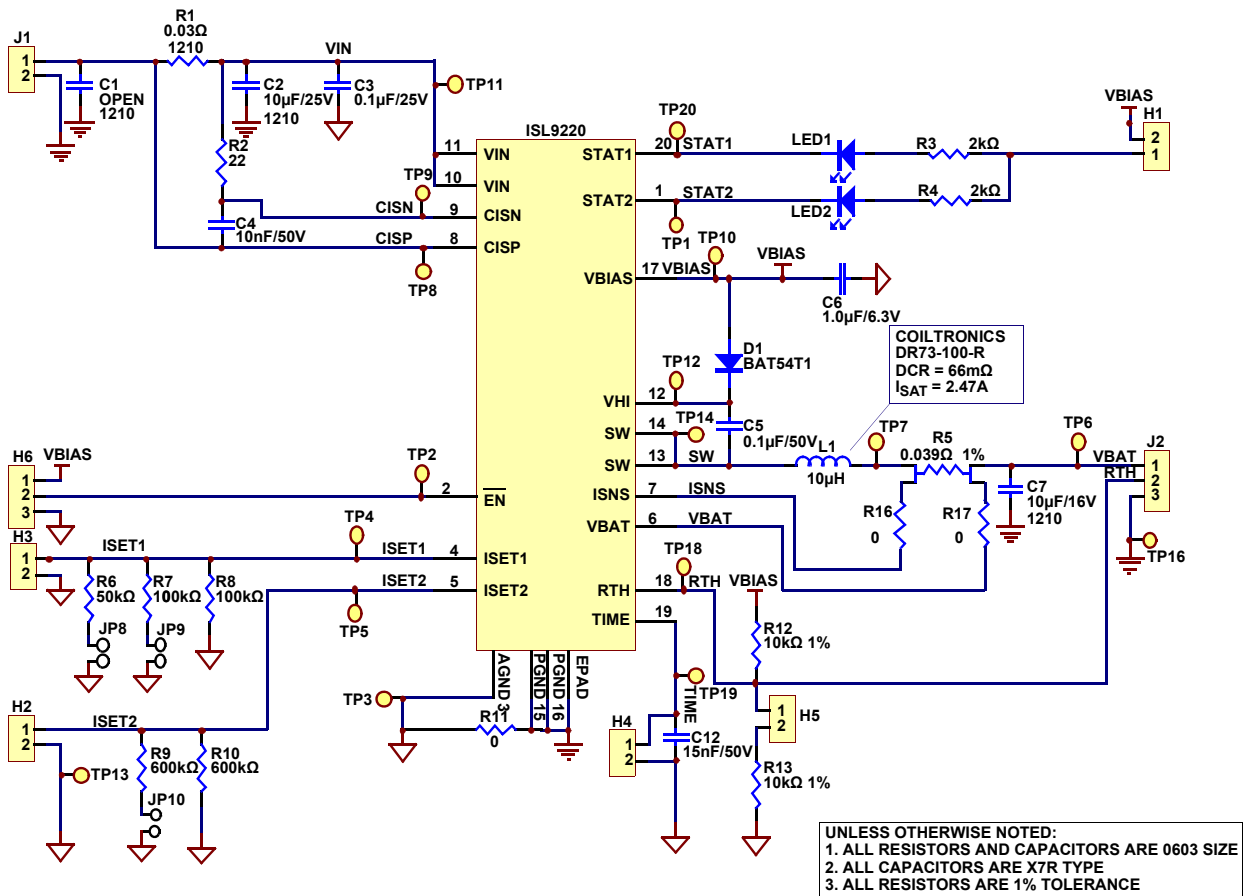 J1
1
2
R1
0.03Ω
1210
VIN
C1
OPEN
1210
C2
10µF/25V
1210
C3
0.1µF/25V
TP11
R2
22
TP9
CISN
C4
10nF/50V
CISP
TP8
ISL9220
11
VIN
10
VIN
9
CISN
8
CISP
2
EN
4
ISET1
5
ISET2
STAT1
20
STAT1
STAT2
1
STAT2
VBIAS
17
VBIAS
VHI
12
SW
14
SW
13
SW
ISNS
7
ISNS
VBAT
6
VBAT
RTH
18
RTH
TIME
19
AGND 3
PGND 15
PGND 16
EPAD
TP20
TP1
LED1
LED2
R3
2kΩ
R4
2kΩ
VBIAS
H1
2
1
TP10
VBIAS
C6
1.0µF/6.3V
D1
BAT54T1
TP12
TP14
C5
0.1µF/50V
COILTRONICS
DR73-100-R
DCR = 66mΩ
ISAT = 2.47A
L1
10µH
TP7
R5
0.039Ω 1%
TP6
J2
VBAT
RTH
1
2
3
C7
10µF/16V
1210
R16
0
R17
0
TP16
TP18
VBIAS
R12
10kΩ 1%
TP19
TIME
H5
1
2
H4
1
2
C12
15nF/50V
R13
10kΩ 1%
H6
VBIAS
1
2
3
TP2
H3
1
2
ISET1
TP4
ISET1
R6
50kΩ
R7
100kΩ
R8
100kΩ
JP8
JP9
ISET2
TP5
TP3
R11
0
H2
1
2
ISET2
R9
600kΩ
R10
600kΩ
TP13
JP10
UNLESS OTHERWISE NOTED:
1. ALL RESISTORS AND CAPACITORS ARE 0603 SIZE
2. ALL CAPACITORS ARE X7R TYPE
3. ALL RESISTORS ARE 1% TOLERANCE